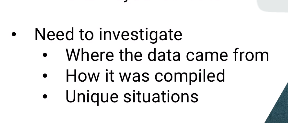 • Need to investigate
• Where the data came from
• How it was compiled
• Unique situations